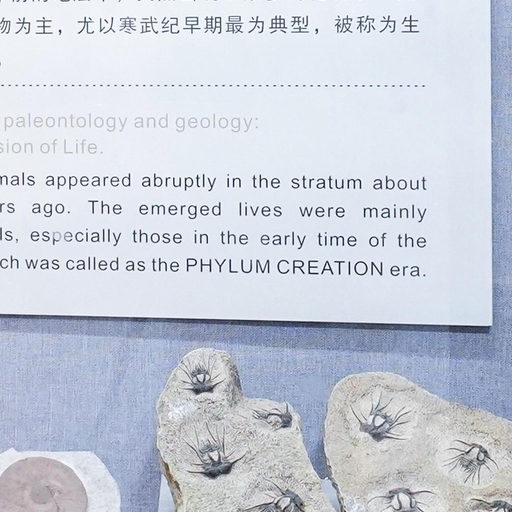 物为主，尤以寒武纪早期最为典型，被称为生
paleontology and geology:
sion of Life.
mals appeared abruptly in the stratum about
rs ago. The emerged lives were mainly
ls, especially those in the early time of the
ch was called as the PHYLUM CREATION era.